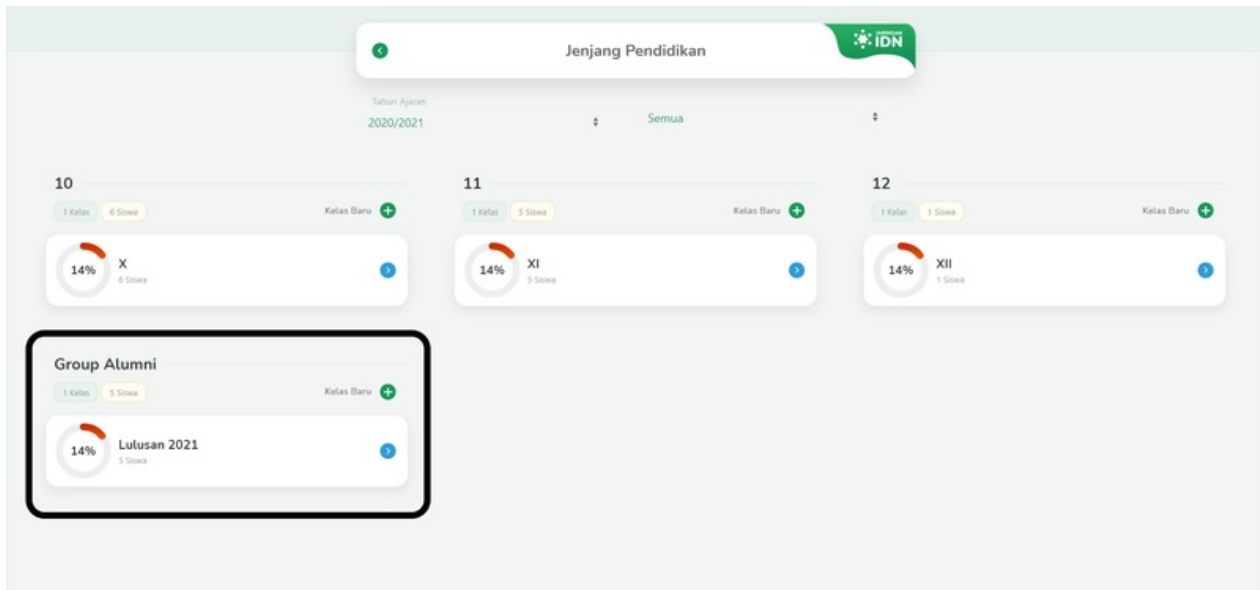 Jenjang Pendidikan
JARINGAN
IDN
Tahun Ajaran
2020/2021
Semua
10
1 Kelas 6 Siswa Kelas Baru
14% X
6 Siswa
11
1 Kelas 5 Siswa Kelas Baru
14% XI
5 Siswa
12
1 Kelas 1 Siswa Kelas Baru
14% XII
1 Siswa
Group Alumni
1 Kelas 5 Siswa Kelas Baru
14% Lulusan 2021
5 Siswa